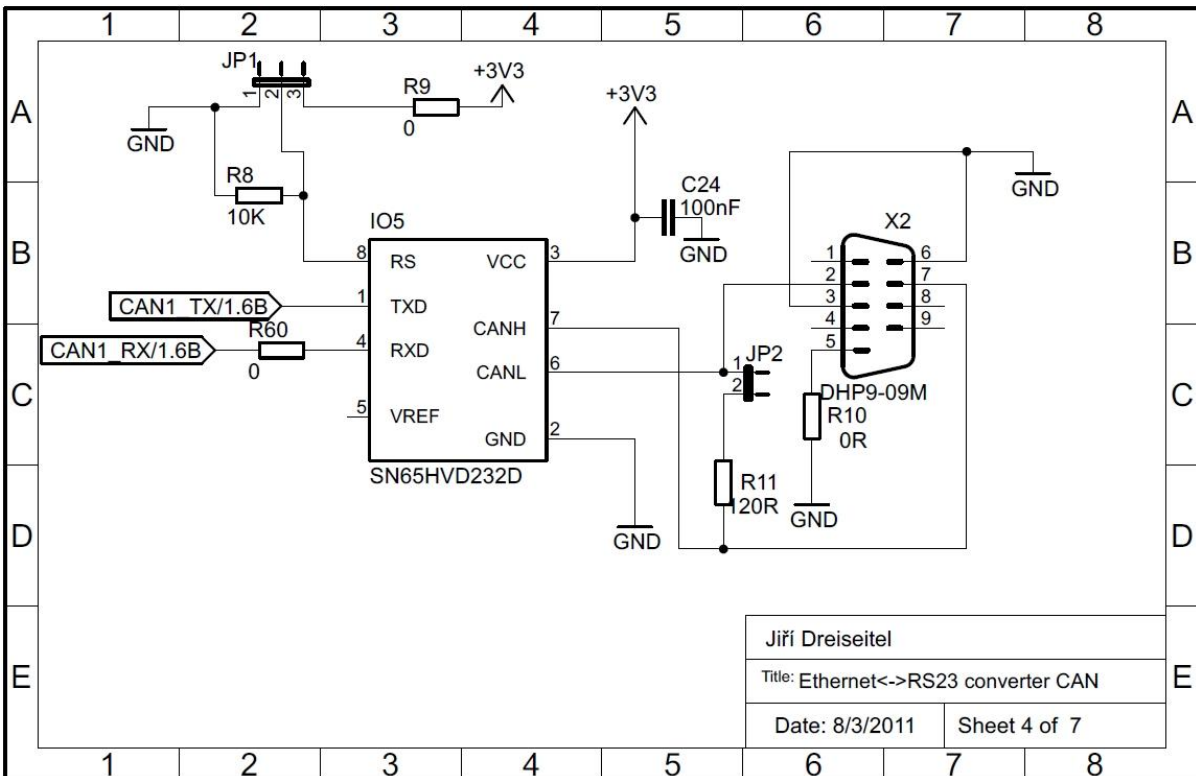 1 2 3 4 5 6 7 8
A
B
C
D
E
A
B
C
D
E
1 2 3 4 5 6 7 8
JP1
1
2
3
R9
0
+3V3
GND
R8
10K
+3V3
C24
100nF
GND
GND
IO5
8 RS
1 TXD
4 RXD
5 VREF
VCC 3
CANH 7
CANL 6
GND 2
SN65HVD232D
CAN1_TX/1.6B
CAN1_RX/1.6B
R60
0
GND
JP2
1
2
R11
120R
X2
1
2
3
4
5
6
7
8
9
DHP9-09M
R10
0R
GND
Jiří Dreiseitel
Title: Ethernet<->RS23 converter CAN
Date: 8/3/2011
Sheet 4 of 7